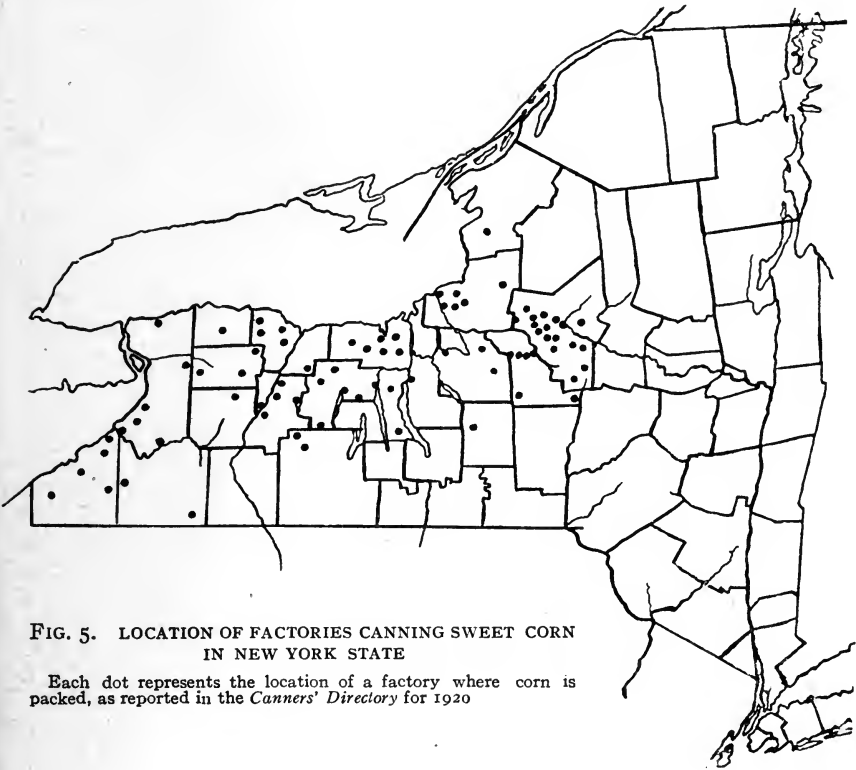 FIG. 5. LOCATION OF FACTORIES CANNING SWEET CORN
IN NEW YORK STATE
Each dot represents the location of a factory where corn is
packed, as reported in the Canners' Directory for 1920